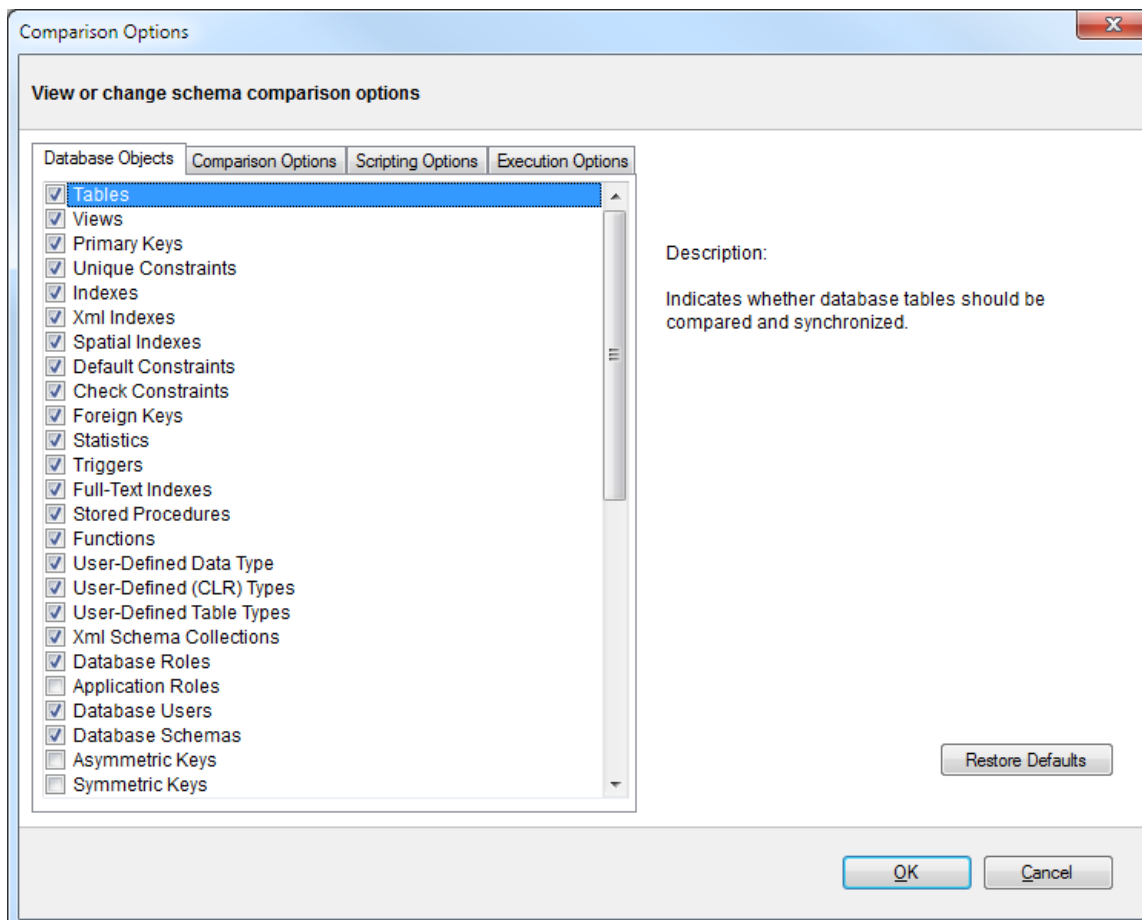 Comparison Options
View or change schema comparison options
Database Objects Comparison Options Scripting Options Execution Options
Tables
Views
Primary Keys
Unique Constraints
Indexes
Xml Indexes
Spatial Indexes
Default Constraints
Check Constraints
Foreign Keys
Statistics
Triggers
Full-Text Indexes
Stored Procedures
Functions
User-Defined Data Type
User-Defined (CLR) Types
User-Defined Table Types
Xml Schema Collections
Database Roles
Application Roles
Database Users
Database Schemas
Asymmetric Keys
Symmetric Keys
Description:
Indicates whether database tables should be
compared and synchronized.
Restore Defaults
OK Cancel